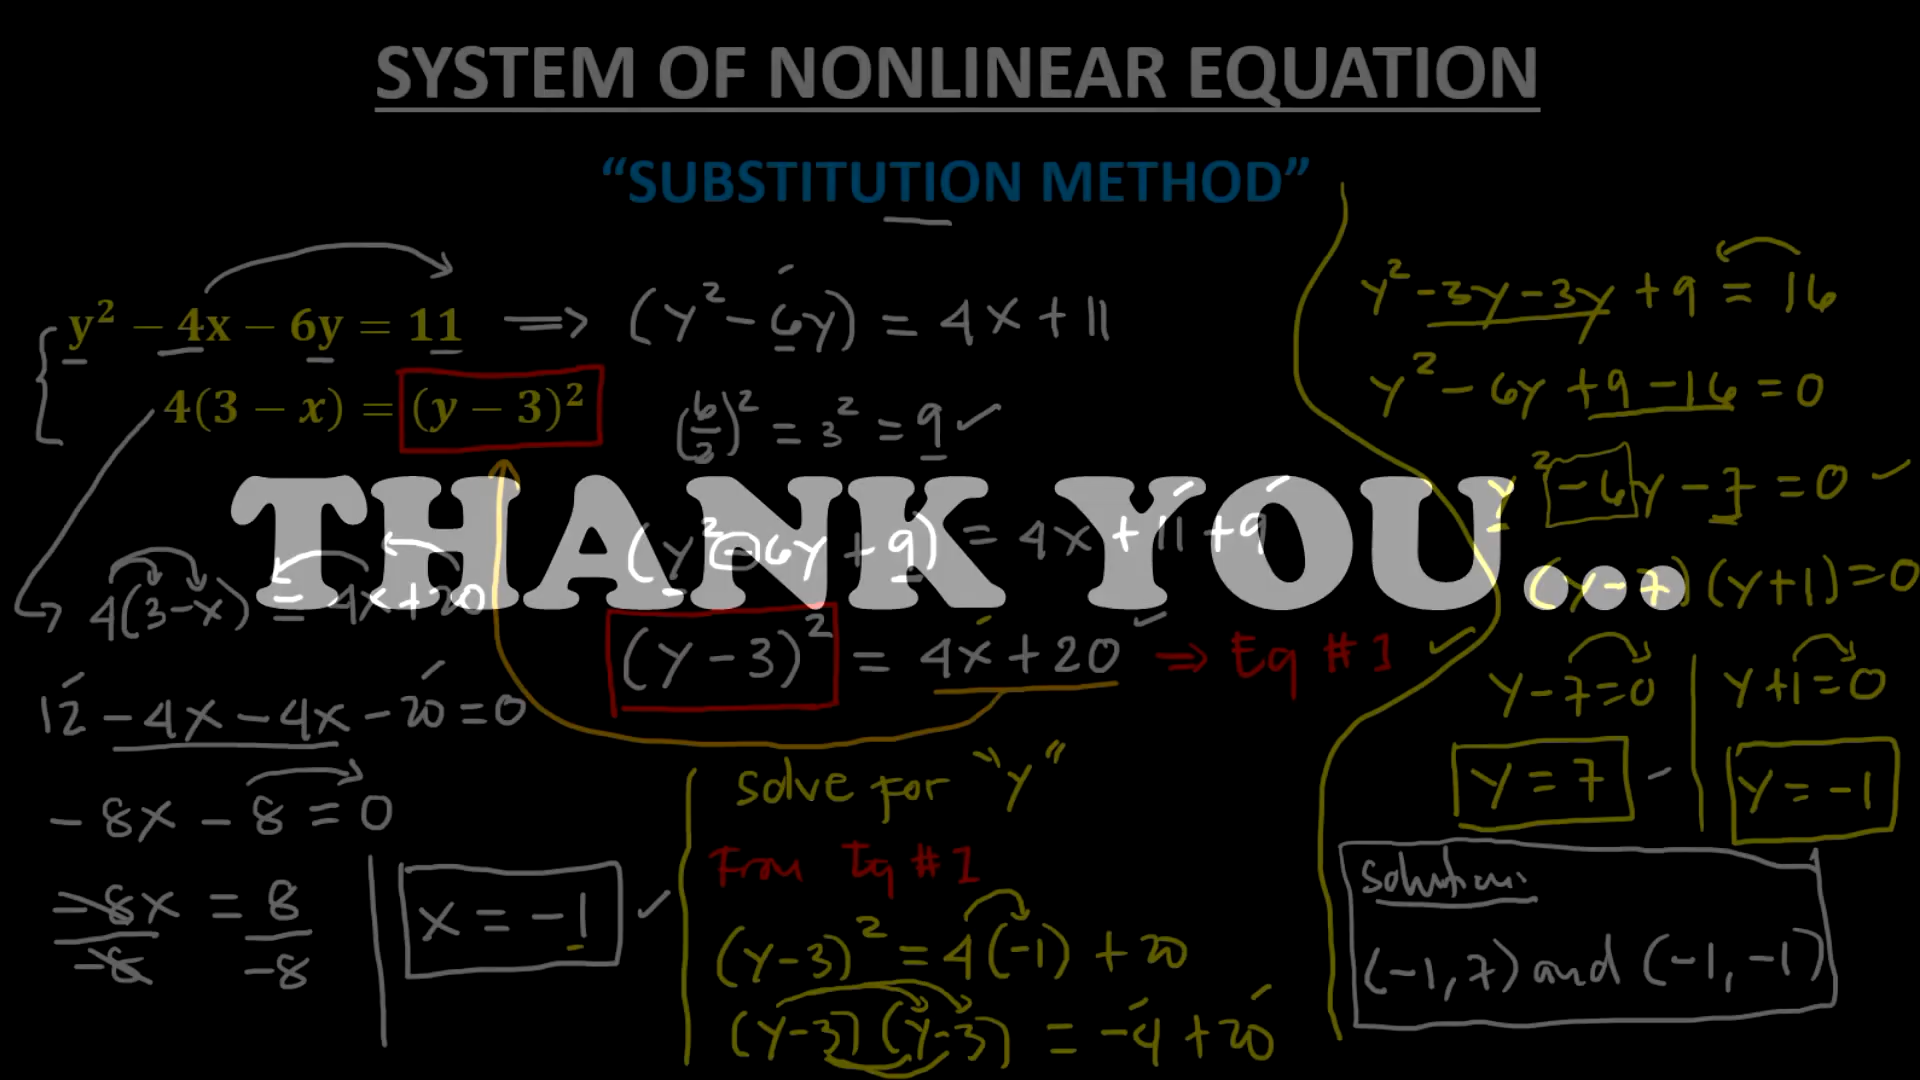 SYSTEM OF NONLINEAR EQUATION
“SUBSTITUTION METHOD”
y² − 4x − 6y = 11 ⟹ (y² − 6y) = 4x + 11
4(3 − x) = (y − 3)²
(6/2)² = 3² = 9 ✓
(y² − 6y + 9) = 4x + 11 + 9
THANK YOU...
(y − 3)² = 4x + 20 ⇒ Eq # 1 ✓
4(3 − x) = 4x + 20
12 − 4x − 4x − 20 = 0
−8x − 8 = 0
−8x/−8 = 8/−8
x = −1 ✓
solve for "y"
From Eq # 1
(y − 3)² = 4(−1) + 20
(y − 3)(y − 3) = −4 + 20
y² − 3y − 3y + 9 = 16
y² − 6y + 9 − 16 = 0
y² − 6y − 7 = 0 ✓
(y − 7)(y + 1) = 0
y − 7 = 0 | y + 1 = 0
y = 7 | y = −1
Solution:
(−1, 7) and (−1, −1)